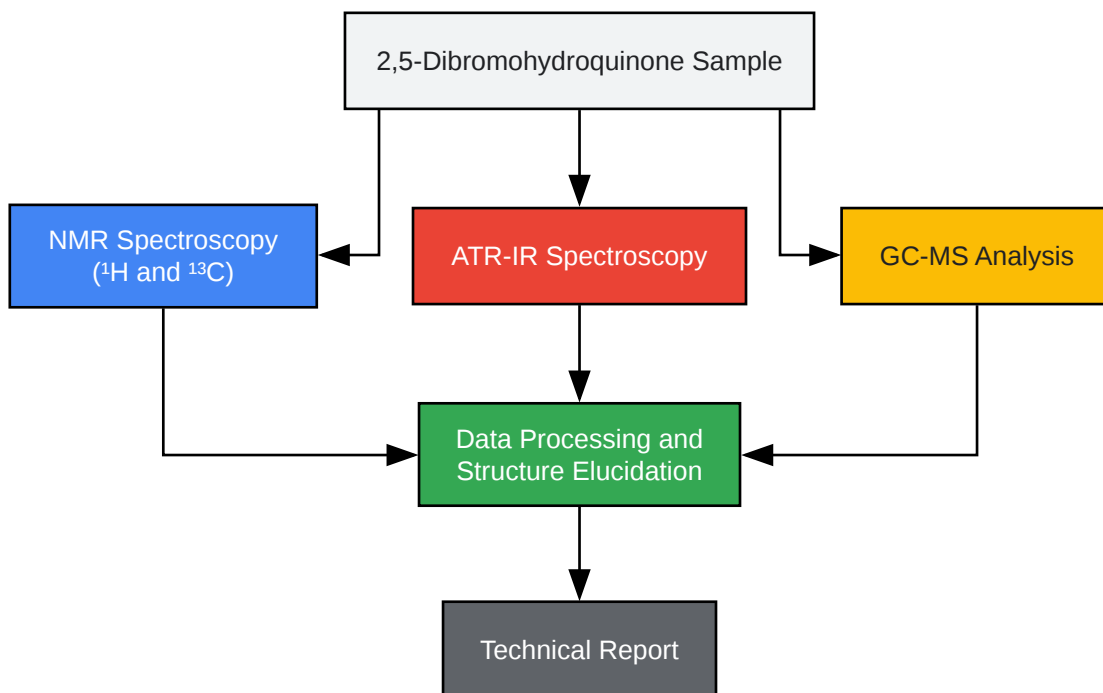 2,5-Dibromohydroquinone Sample
NMR Spectroscopy
(¹H and ¹³C)
ATR-IR Spectroscopy
GC-MS Analysis
Data Processing and
Structure Elucidation
Technical Report